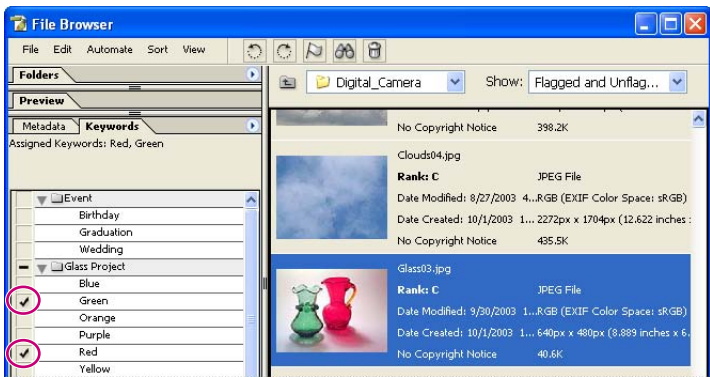 File Browser
File Edit Automate Sort View
Folders
Preview
Metadata Keywords
Assigned Keywords: Red, Green
Event
Birthday
Graduation
Wedding
Glass Project
Blue
Green
Orange
Purple
Red
Yellow
Digital_Camera Show: Flagged and Unflag...
No Copyright Notice 398.2K
Clouds04.jpg
Rank: C JPEG File
Date Modified: 8/27/2003 4...RGB (EXIF Color Space: sRGB)
Date Created: 10/1/2003 1... 2272px x 1704px (12.622 inches :
No Copyright Notice 435.5K
Glass03.jpg
Rank: C JPEG File
Date Modified: 9/30/2003 1...RGB (EXIF Color Space: sRGB)
Date Created: 10/1/2003 1... 640px x 480px (8.889 inches x 6.
No Copyright Notice 40.6K